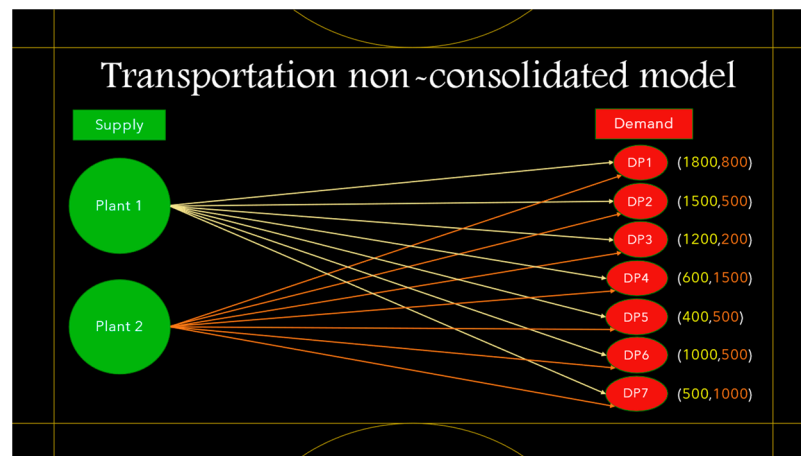 Transportation non-consolidated model
Supply
Demand
Plant 1
Plant 2
DP1 (1800,800)
DP2 (1500,500)
DP3 (1200,200)
DP4 (600,1500)
DP5 (400,500)
DP6 (1000,500)
DP7 (500,1000)